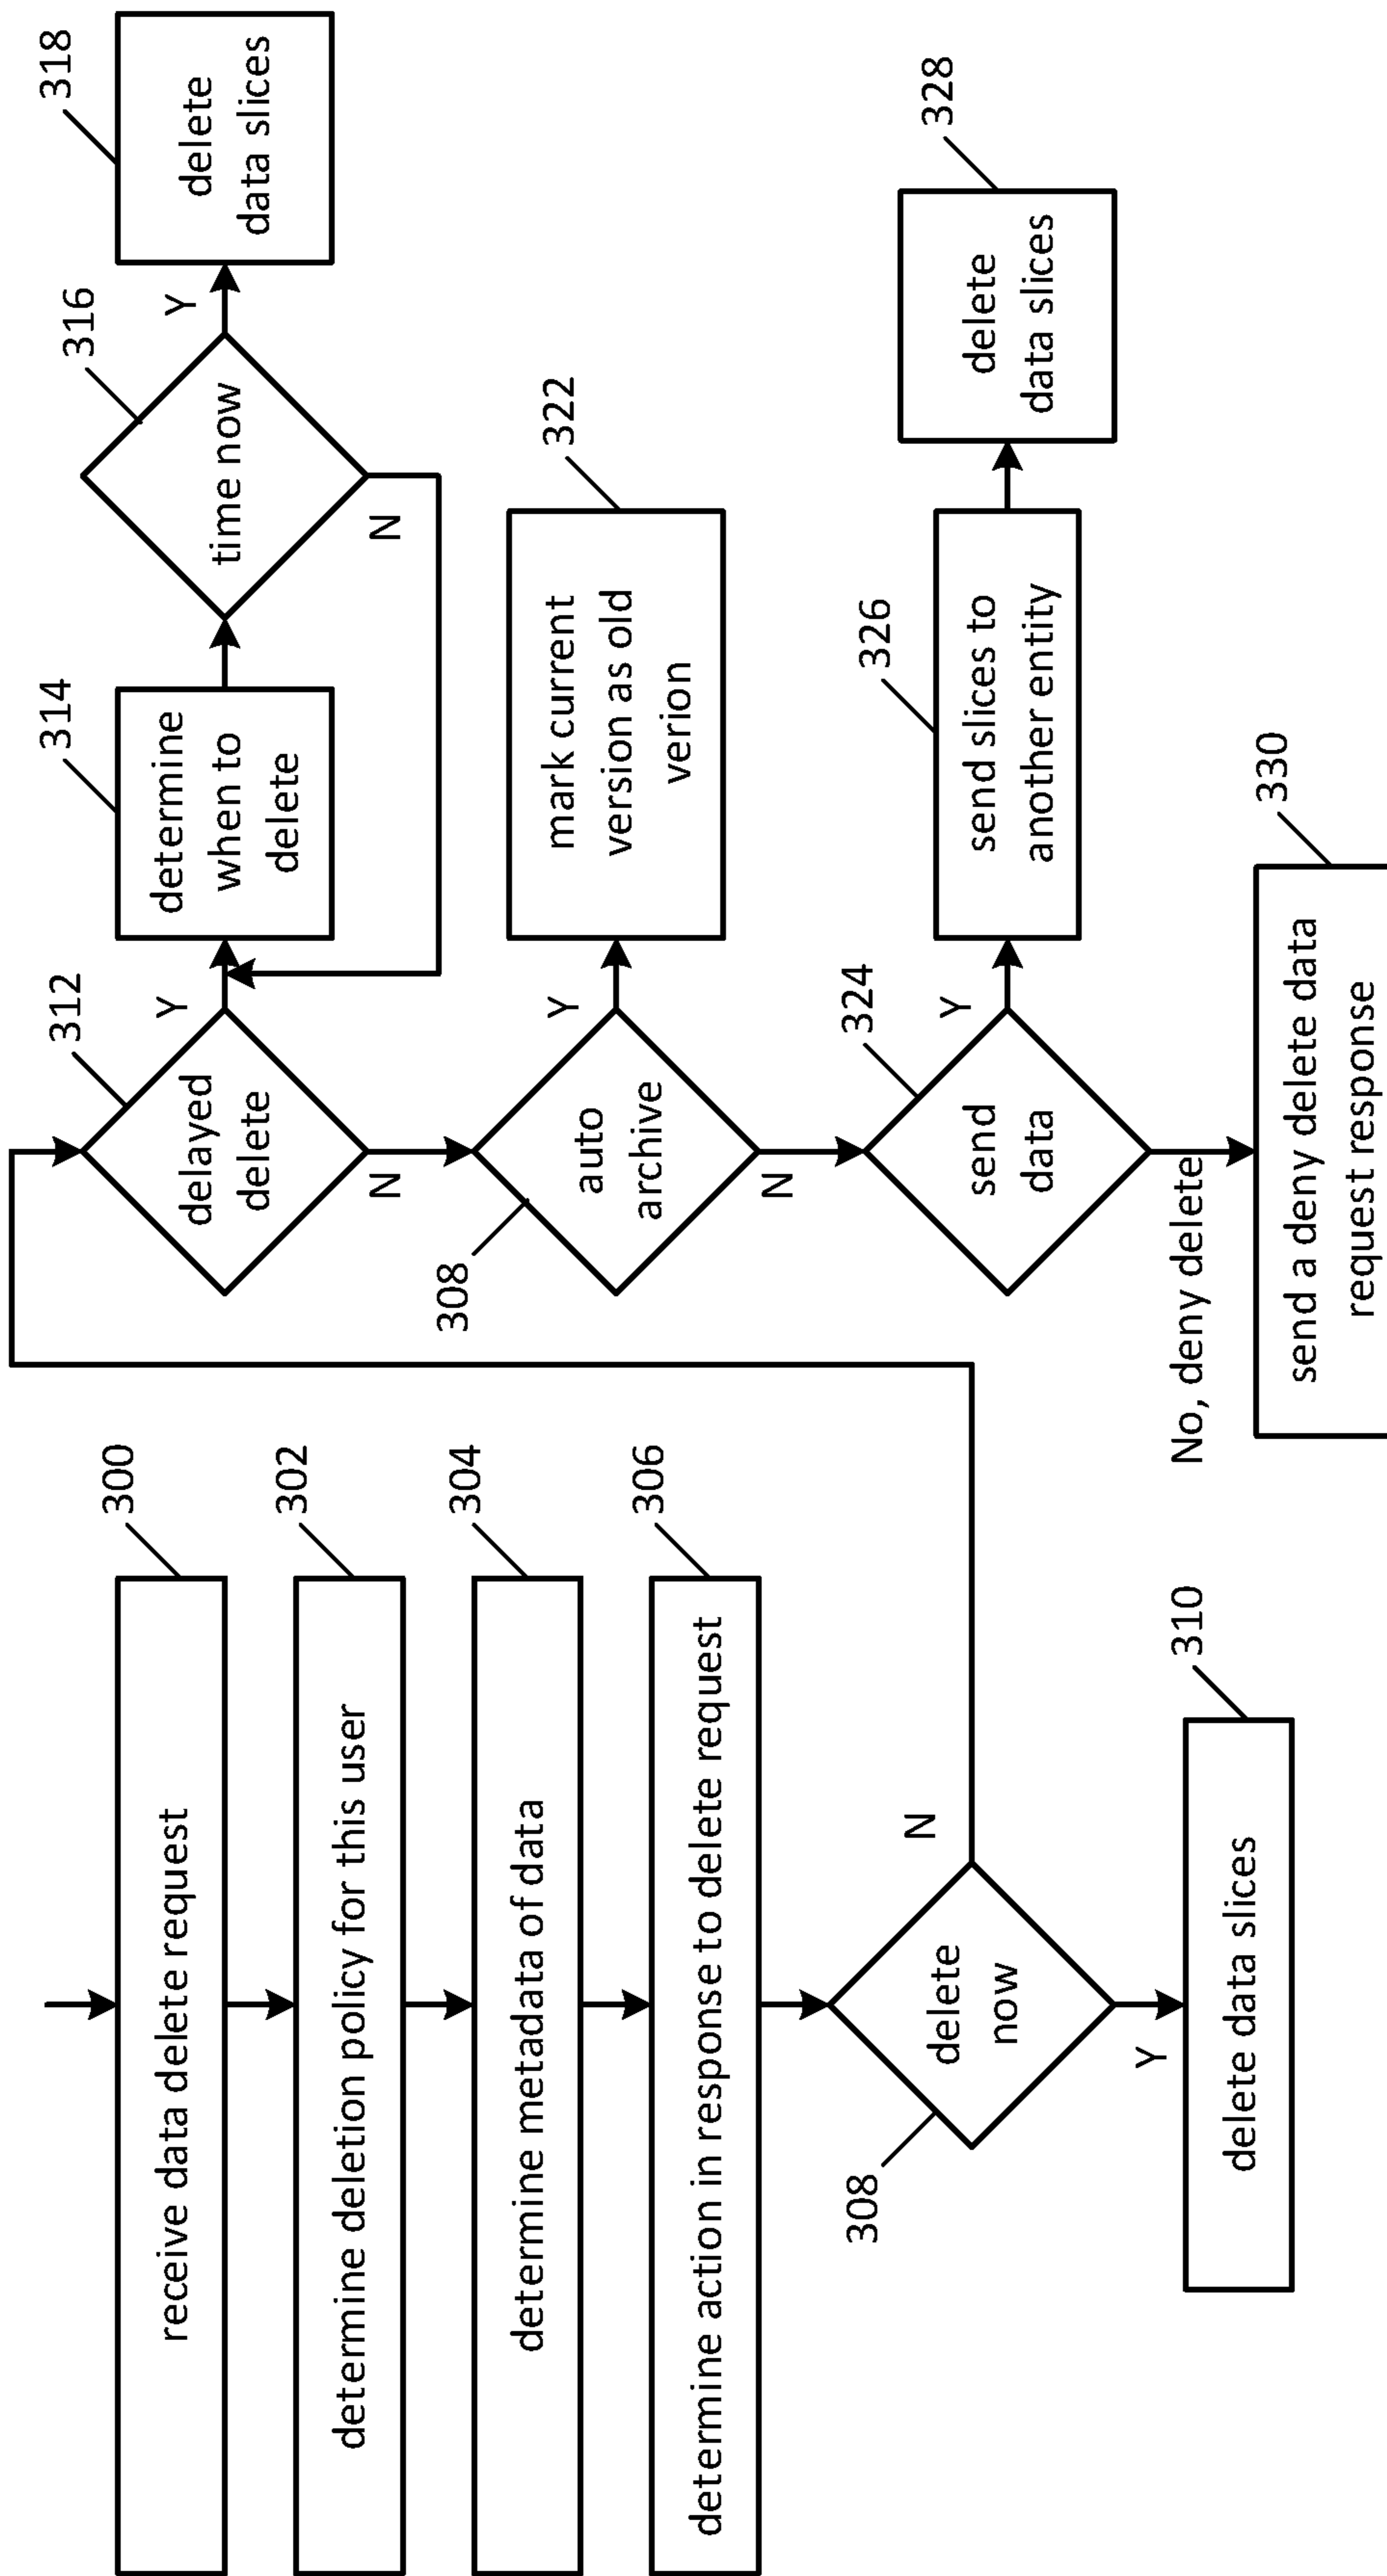 300
receive data delete request
302
determine deletion policy for this user
304
determine metadata of data
306
determine action in response to delete request
308
delete
now
N
Y
310
delete data slices
312
delayed
delete
Y
N
314
determine
when to
delete
316
time now
Y
N
318
delete
data slices
308
auto
archive
Y
N
322
mark current
version as old
verion
324
send
data
Y
No, deny delete
326
send slices to
another entity
328
delete
data slices
330
send a deny delete data
request response